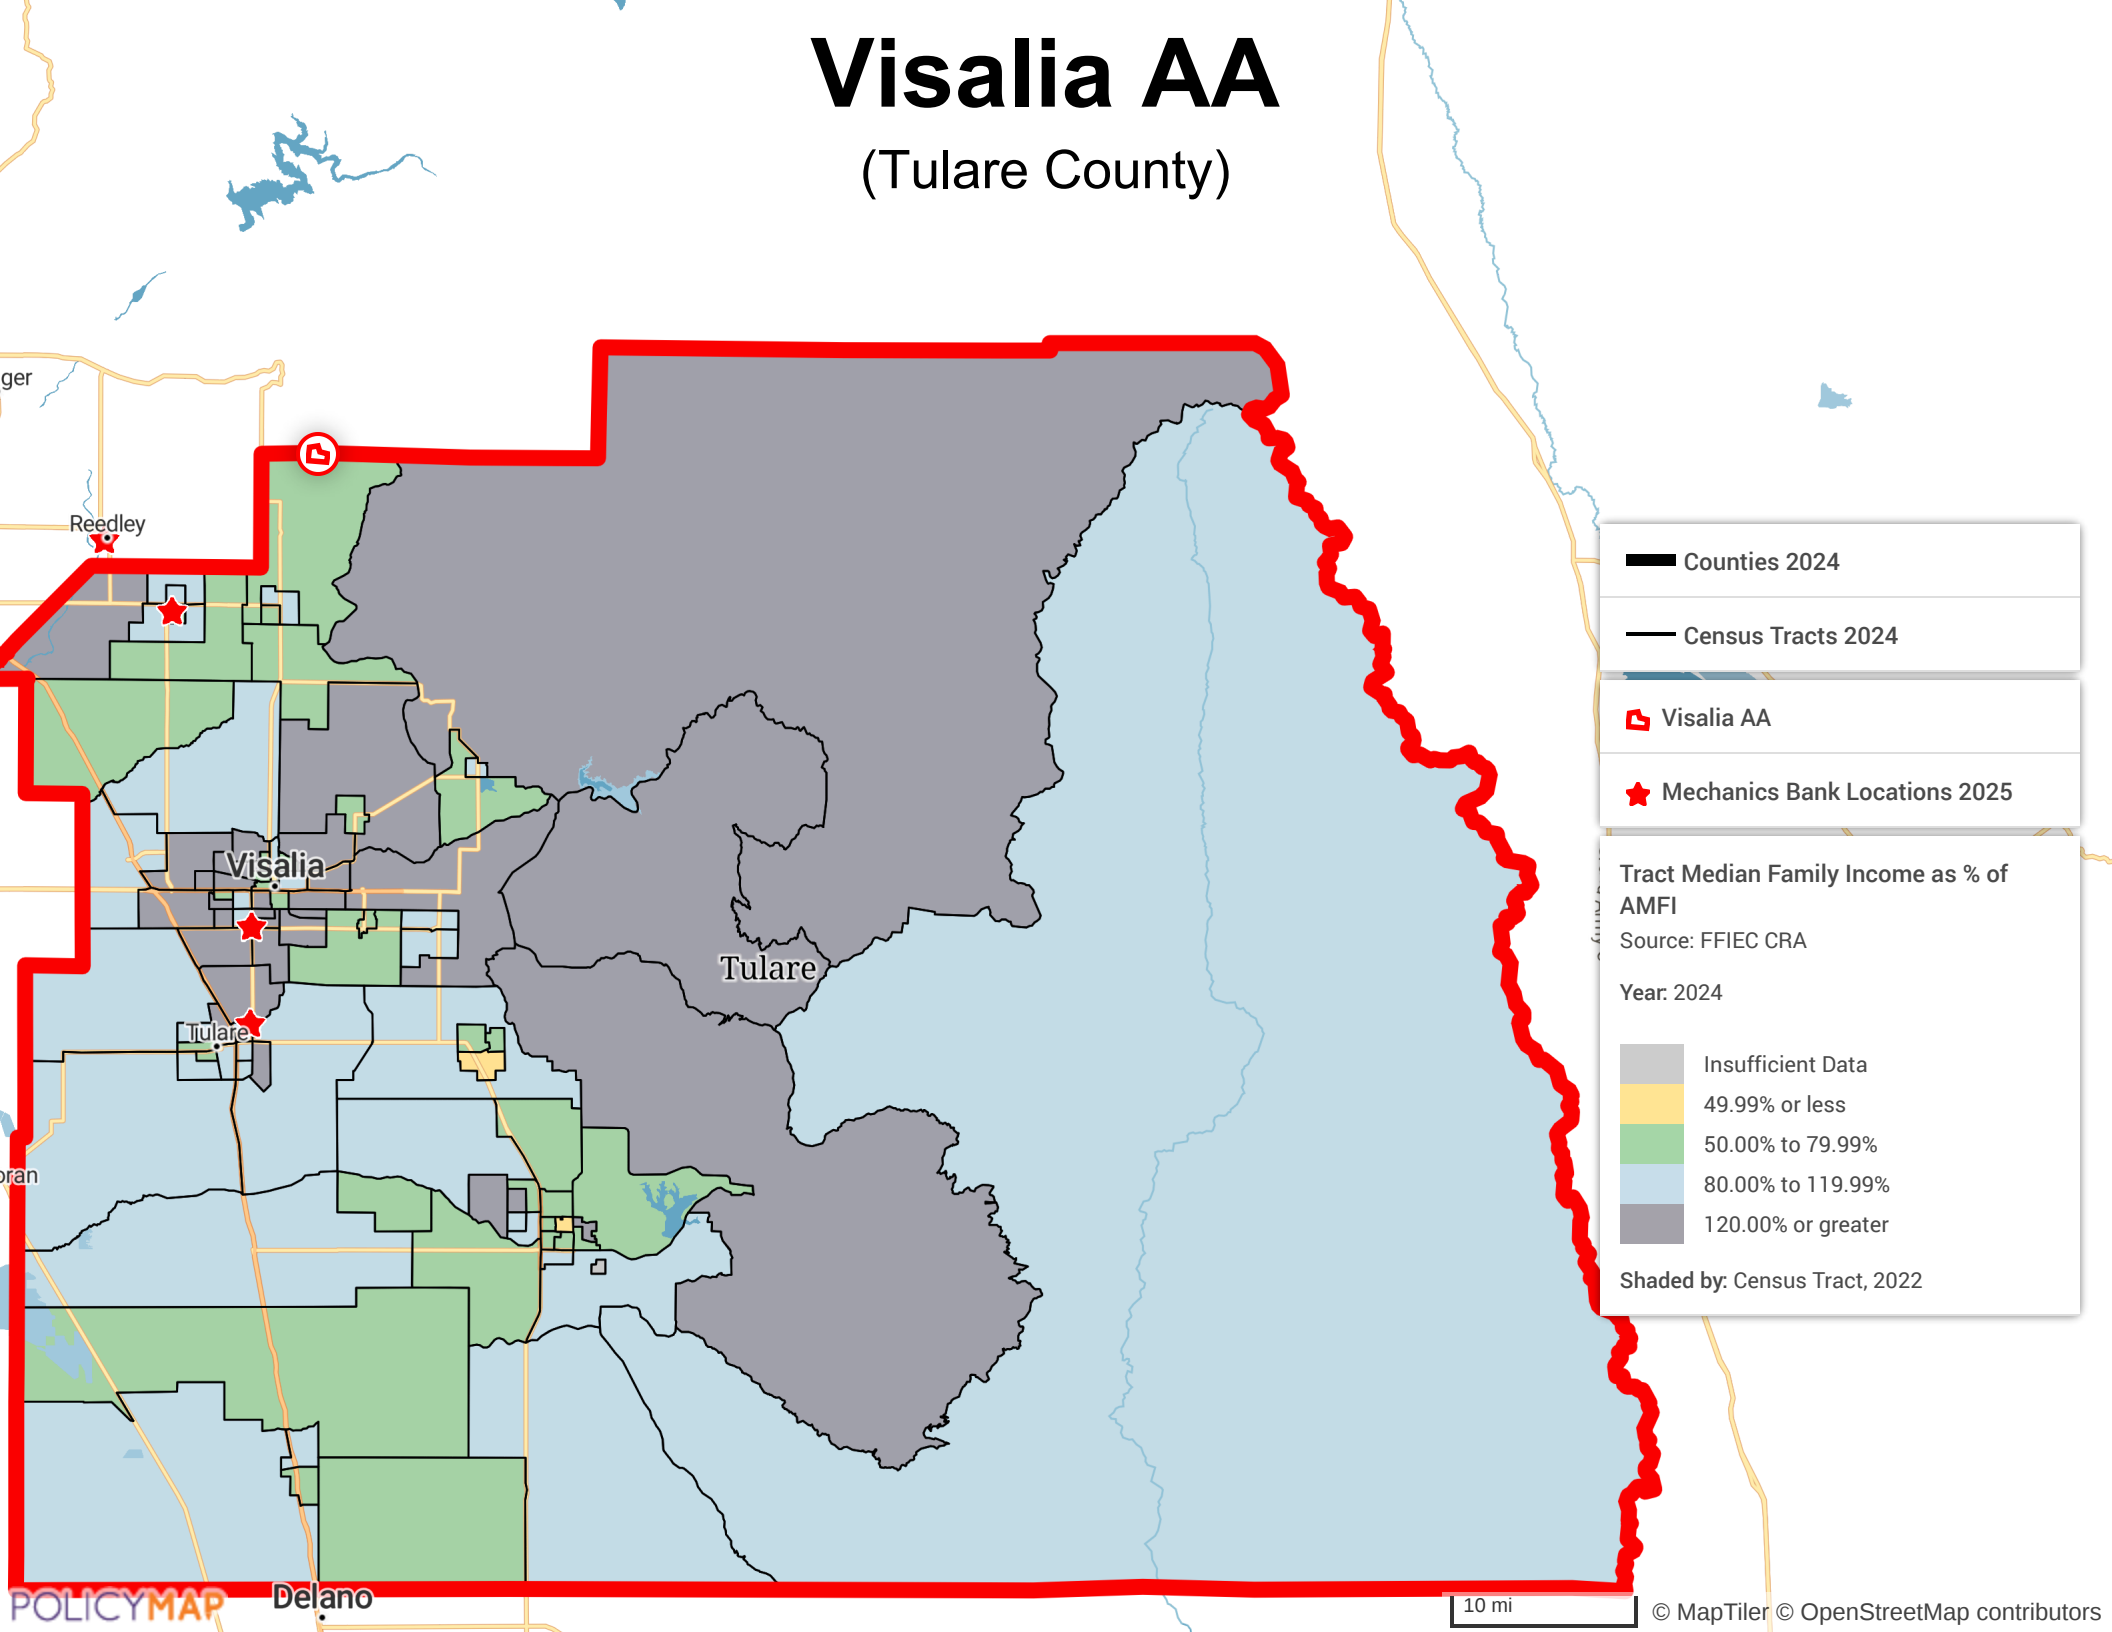 Visalia AA
(Tulare County)
ger
Reedley
Visalia
Tulare
Tulare
oran
Delano
Counties 2024
Census Tracts 2024
Visalia AA
Mechanics Bank Locations 2025
Tract Median Family Income as % of
AMFI
Source: FFIEC CRA
Year: 2024
Insufficient Data
49.99% or less
50.00% to 79.99%
80.00% to 119.99%
120.00% or greater
Shaded by: Census Tract, 2022
POLICYMAP
10 mi
© MapTiler © OpenStreetMap contributors